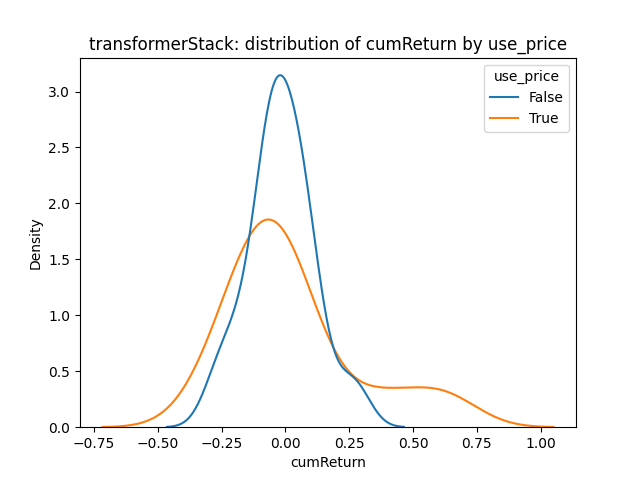 transformerStack: distribution of cumReturn by use_price
use_price
False
True
Density
3.0
2.5
2.0
1.5
1.0
0.5
0.0
−0.75
−0.50
−0.25
0.00
0.25
0.50
0.75
1.00
cumReturn